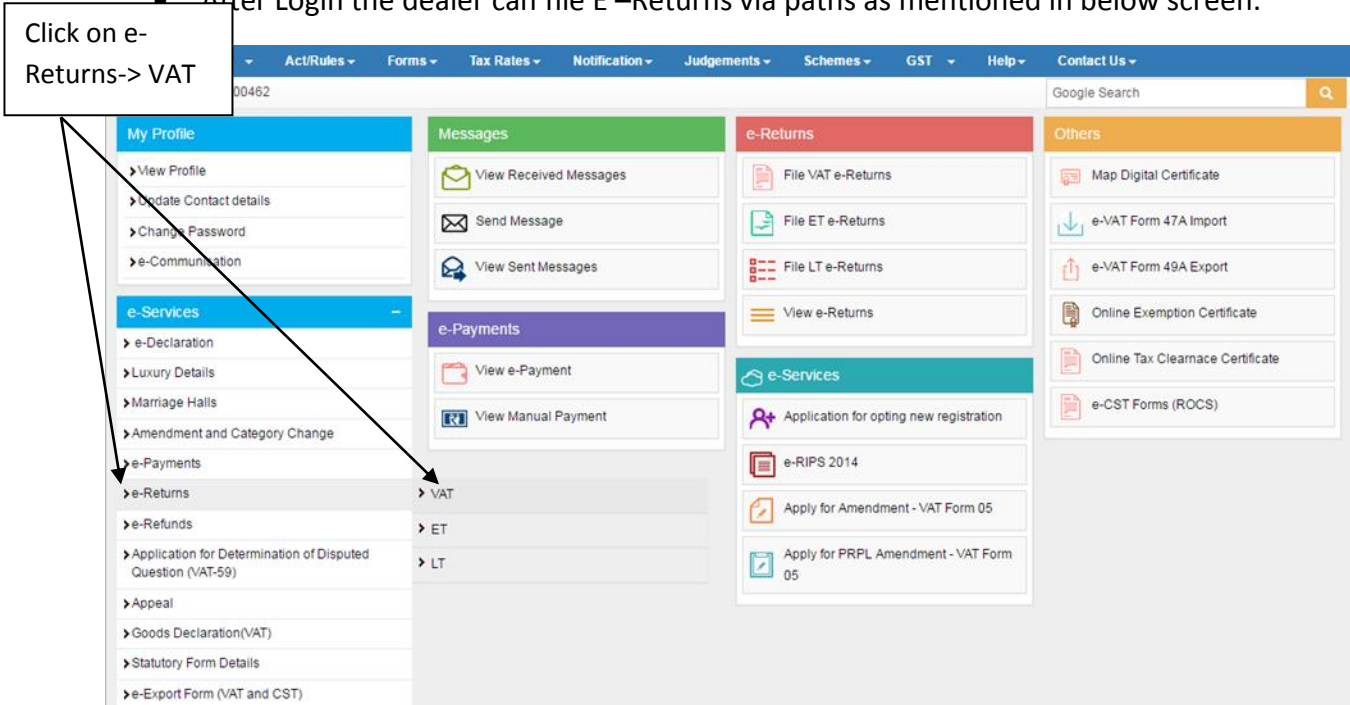 After Login the dealer can file E –Returns via paths as mentioned in below screen.
Click on e-
Returns-> VAT
Act/Rules
Forms
Tax Rates
Notification
Judgements
Schemes
GST
Help
Contact Us
00462
Google Search
My Profile
View Profile
Update Contact details
Change Password
e-Communication
e-Services
e-Declaration
Luxury Details
Marriage Halls
Amendment and Category Change
e-Payments
e-Returns
e-Refunds
Application for Determination of Disputed
Question (VAT-59)
Appeal
Goods Declaration(VAT)
Statutory Form Details
e-Export Form (VAT and CST)
Messages
View Received Messages
Send Message
View Sent Messages
e-Payments
View e-Payment
View Manual Payment
VAT
ET
LT
e-Returns
File VAT e-Returns
File ET e-Returns
File LT e-Returns
View e-Returns
e-Services
Application for opting new registration
e-RIPS 2014
Apply for Amendment - VAT Form 05
Apply for PRPL Amendment - VAT Form
05
Others
Map Digital Certificate
e-VAT Form 47A Import
e-VAT Form 49A Export
Online Exemption Certificate
Online Tax Clearnace Certificate
e-CST Forms (ROCS)